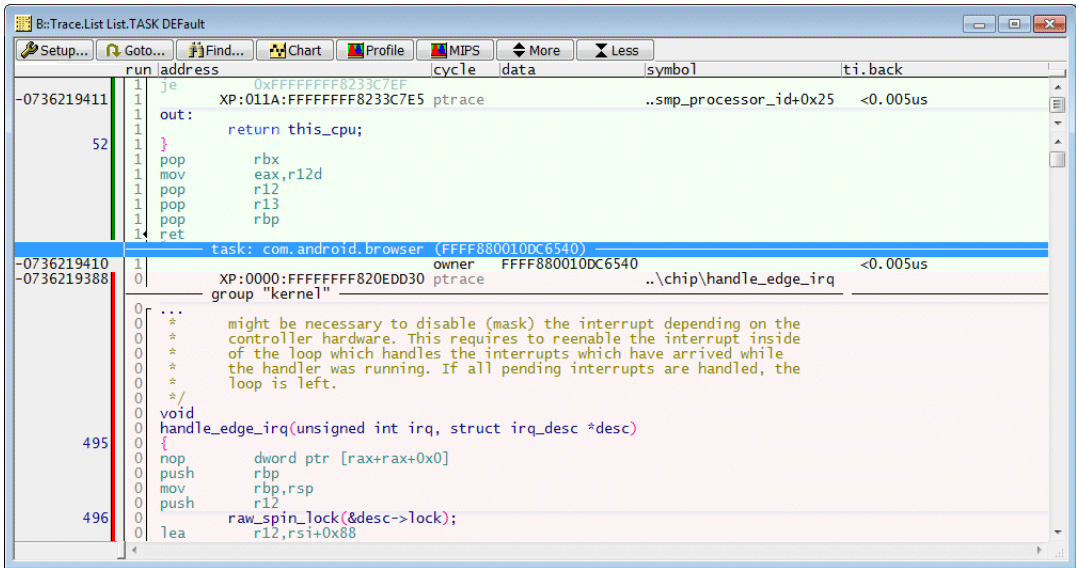 B::Trace.List List.TASK DEFault
Setup... Goto... Find... Chart Profile MIPS More Less
run address cycle data symbol ti.back
1 je 0xFFFFFFFF8233C7EF
-0736219411 1 XP:011A:FFFFFFFF8233C7E5 ptrace ..smp_processor_id+0x25 <0.005us
1 out:
1 return this_cpu;
52 1 }
1 pop rbx
1 mov eax,r12d
1 pop r12
1 pop r13
1 pop rbp
1 ret
task: com.android.browser (FFFF880010DC6540)
-0736219410 1 owner FFFF880010DC6540 <0.005us
-0736219388 0 XP:0000:FFFFFFFF820EDD30 ptrace ..\chip\handle_edge_irq
group "kernel"
0 ...
0 * might be necessary to disable (mask) the interrupt depending on the
0 * controller hardware. This requires to reenable the interrupt inside
0 * of the loop which handles the interrupts which have arrived while
0 * the handler was running. If all pending interrupts are handled, the
0 * loop is left.
0 */
0 void
0 handle_edge_irq(unsigned int irq, struct irq_desc *desc)
495 0 {
0 nop dword ptr [rax+rax+0x0]
0 push rbp
0 mov rbp,rsp
0 push r12
496 0 raw_spin_lock(&desc->lock);
0 lea r12,rsi+0x88